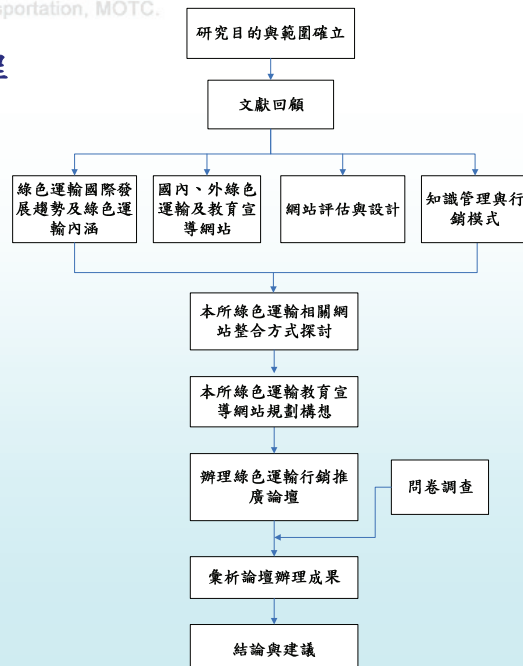 sportation, MOTC.
程
研究目的與範圍確立
文獻回顧
綠色運輸國際發
展趨勢及綠色運
輸內涵
國內、外綠色
運輸及教育宣
導網站
網站評估與設計
知識管理與行
銷模式
本所綠色運輸相關網
站整合方式探討
本所綠色運輸教育宣
導網站規劃構想
辦理綠色運輸行銷推
廣論壇
問卷調查
彙析論壇辦理成果
結論與建議